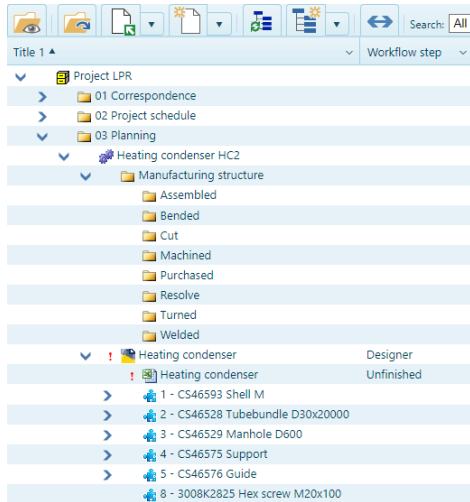 Search: All
Title 1 Workflow step
Project LPR
01 Correspondence
02 Project schedule
03 Planning
Heating condenser HC2
Manufacturing structure
Assembled
Bended
Cut
Machined
Purchased
Resolve
Turned
Welded
! Heating condenser Designer
! Heating condenser Unfinished
1 - CS46593 Shell M
2 - CS46528 Tubebundle D30x20000
3 - CS46529 Manhole D600
4 - CS46575 Support
5 - CS46576 Guide
8 - 3008K2825 Hex screw M20x100